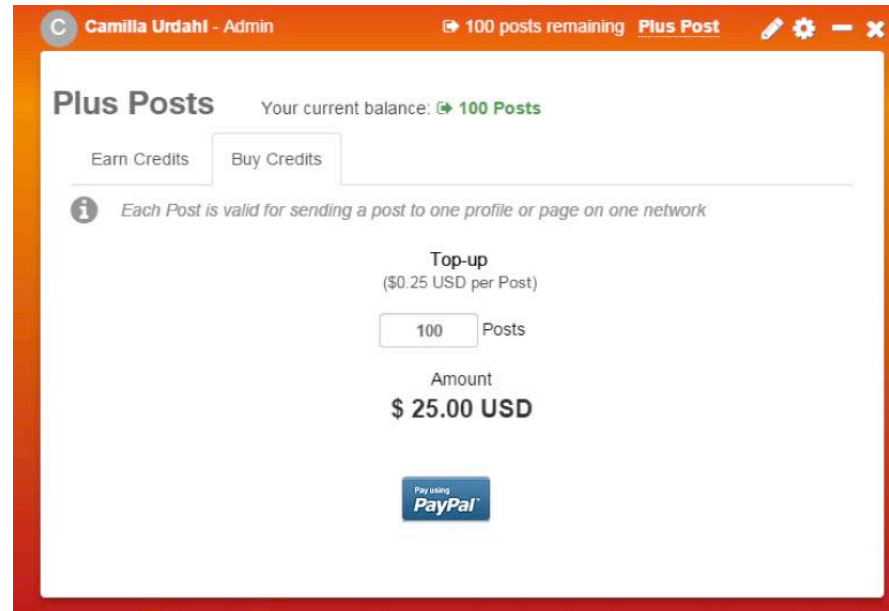 C Camilla Urdahl - Admin 100 posts remaining Plus Post
Plus Posts Your current balance: 100 Posts
Earn Credits Buy Credits
Each Post is valid for sending a post to one profile or page on one network
Top-up
($0.25 USD per Post)
100 Posts
Amount
$ 25.00 USD
Pay using
PayPal™